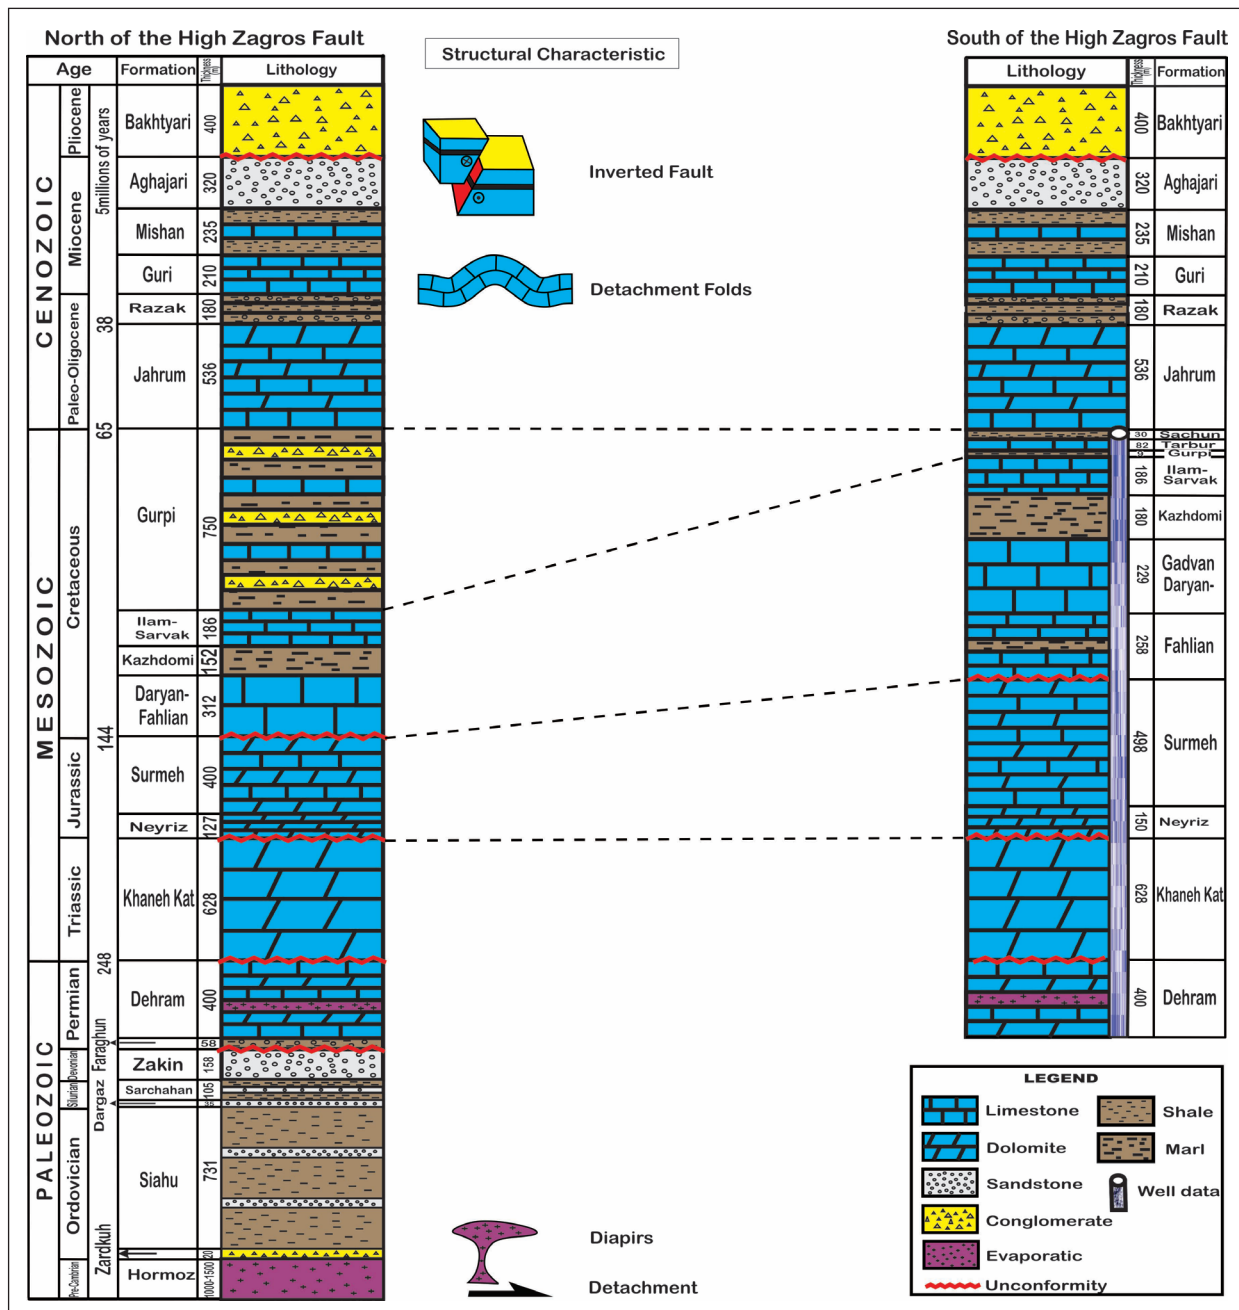 North of the High Zagros Fault
Age
Formation
Thickness (m)
Lithology
CENOZOIC
MESOZOIC
PALEOZOIC
Pliocene
Miocene
Paleo-Oligocene
Cretaceous
Jurassic
Triassic
Permian
Devonian
Silurian
Ordovician
Pre-Cambrian
5millions of years
38
65
144
248
Faraghun
Dargaz
Zardkuh
Bakhtyari
400
Aghajari
320
Mishan
235
Guri
210
Razak
180
Jahrum
536
Gurpi
750
Ilam-
Sarvak
186
Kazhdomi
152
Daryan-
Fahlian
312
Surmeh
400
Neyriz
127
Khaneh Kat
628
Dehram
400
58
Zakin
158
Sarchahan
105
Siahu
731
20
Hormoz
1000-1500
Structural Characteristic
Inverted Fault
Detachment Folds
Diapirs
Detachment
South of the High Zagros Fault
Lithology
Thickness (m)
Formation
400
Bakhtyari
320
Aghajari
235
Mishan
210
Guri
180
Razak
536
Jahrum
30
Sachun
82
Tarbur
Gurpi
186
Ilam-
Sarvak
180
Kazhdomi
229
Gadvan
Daryan-
258
Fahlian
498
Surmeh
150
Neyriz
628
Khaneh Kat
400
Dehram
LEGEND
Limestone
Shale
Dolomite
Marl
Sandstone
Well data
Conglomerate
Evaporatic
Unconformity